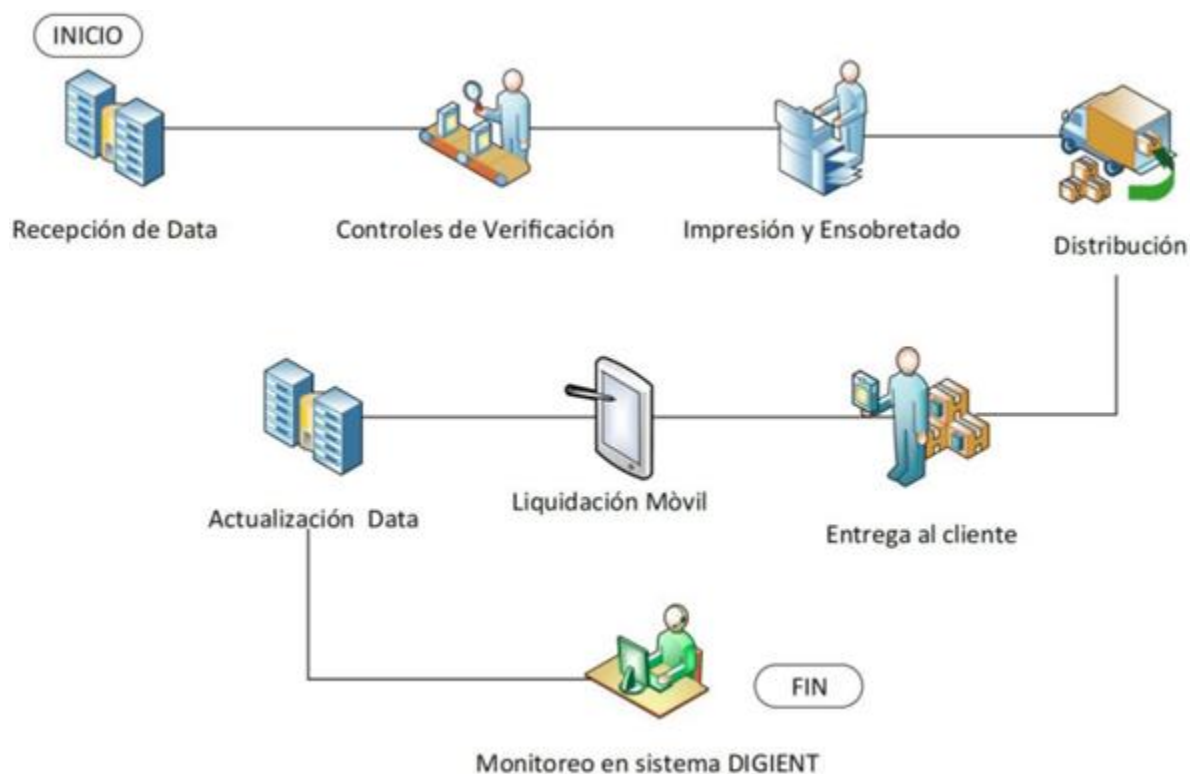 INICIO
Recepción de Data
Controles de Verificación
Impresión y Ensobretado
Distribución
Entrega al cliente
Liquidación Mòvil
Actualización Data
Monitoreo en sistema DIGIENT
FIN